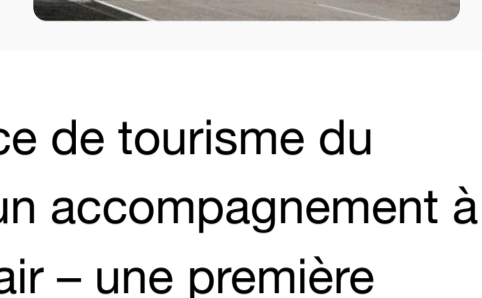 ce de tourisme du
un accompagnement à
air – une première